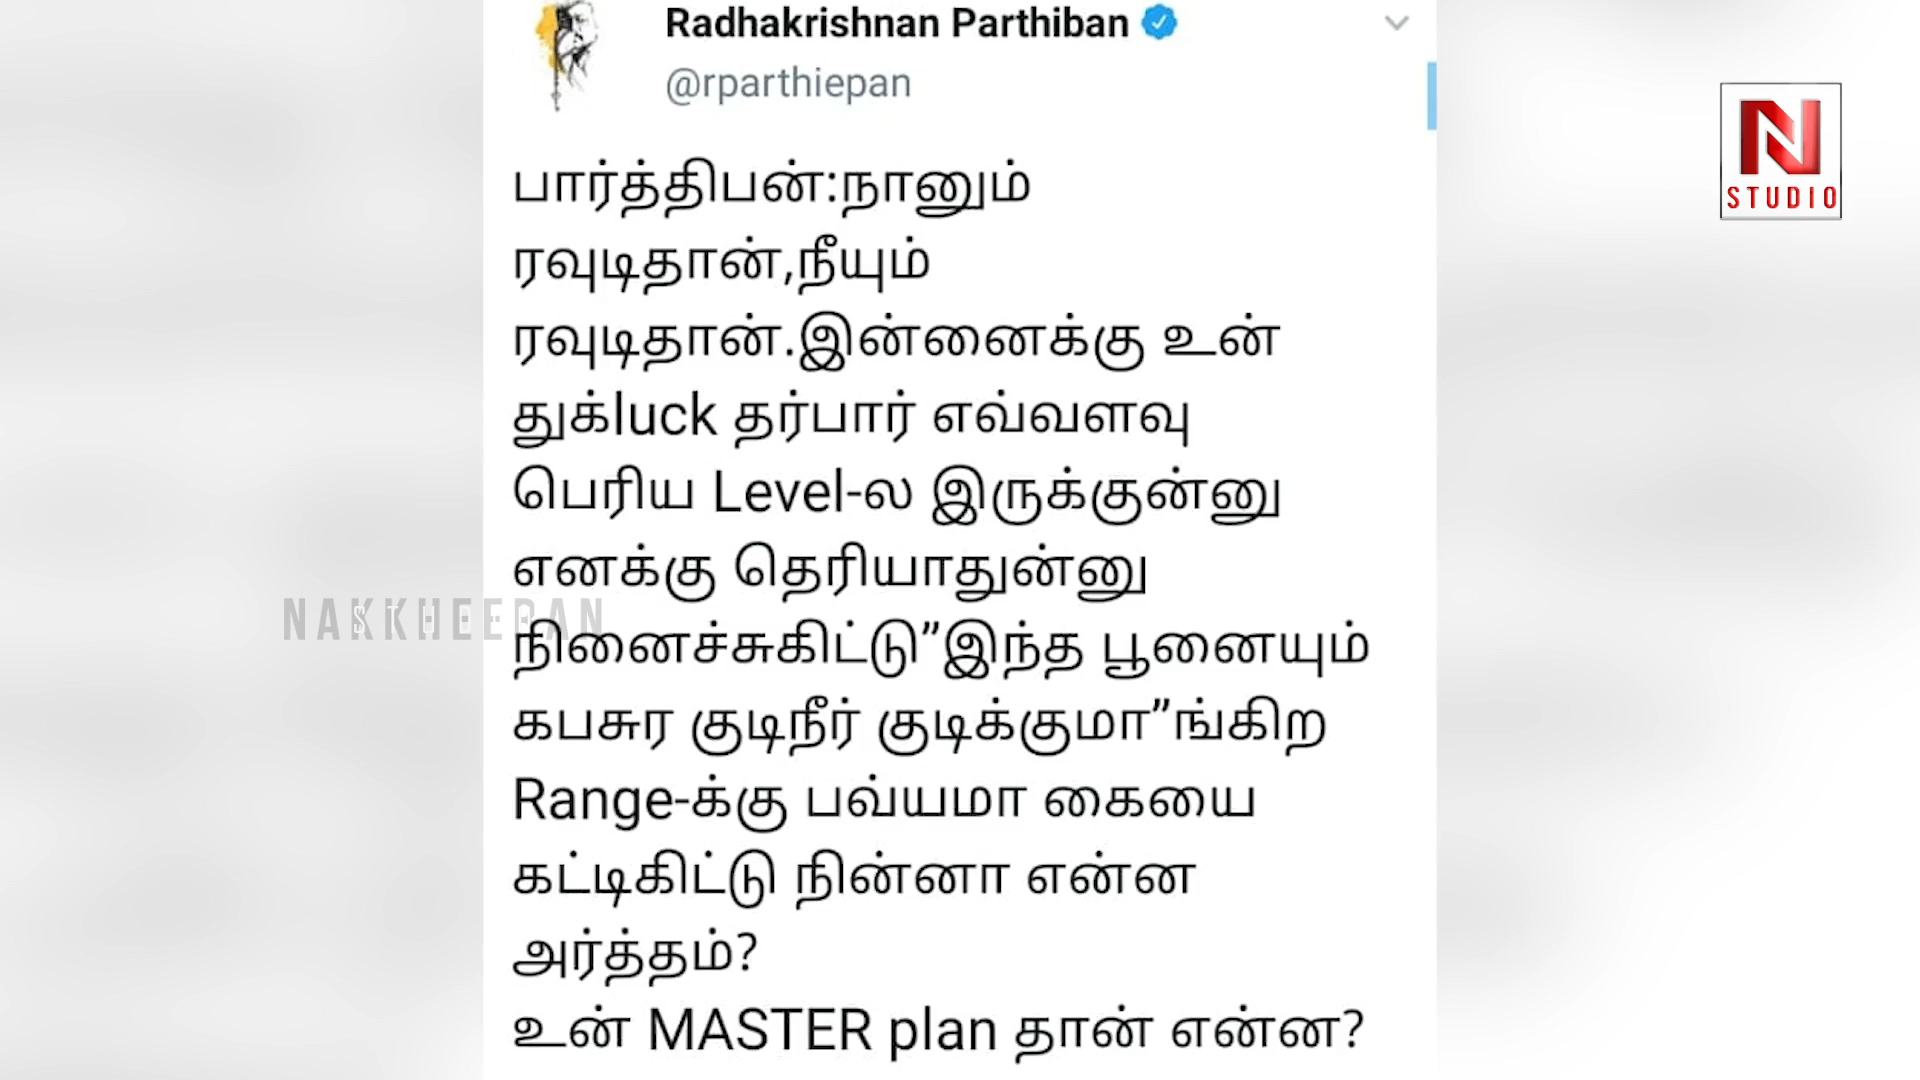 Radhakrishnan Parthiban
@rparthiepan
N
STUDIO
பார்த்திபன்:நானும்
ரவுடிதான்,நீயும்
ரவுடிதான்.இன்னைக்கு உன்
துக்luck தர்பார் எவ்வளவு
பெரிய Level-ல இருக்குன்னு
எனக்கு தெரியாதுன்னு
NAKKHEERAN
நினைச்சுகிட்டு”இந்த பூனையும்
கபசுர குடிநீர் குடிக்குமா”ங்கிற
Range-க்கு பவ்யமா கையை
கட்டிகிட்டு நின்னா என்ன
அர்த்தம்?
உன் MASTER plan தான் என்ன?